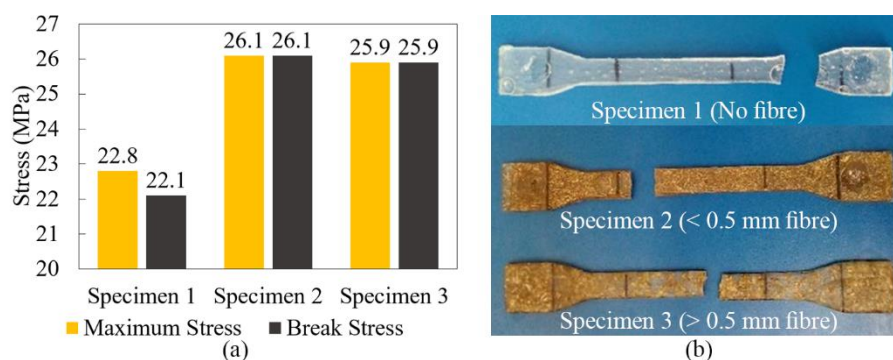 27
26
25
24
23
22
21
20
Stress (MPa)
22.8
22.1
26.1 26.1
25.9 25.9
Specimen 1 Specimen 2 Specimen 3
Maximum Stress Break Stress
(a)
Specimen 1 (No fibre)
Specimen 2 (< 0.5 mm fibre)
Specimen 3 (> 0.5 mm fibre)
(b)